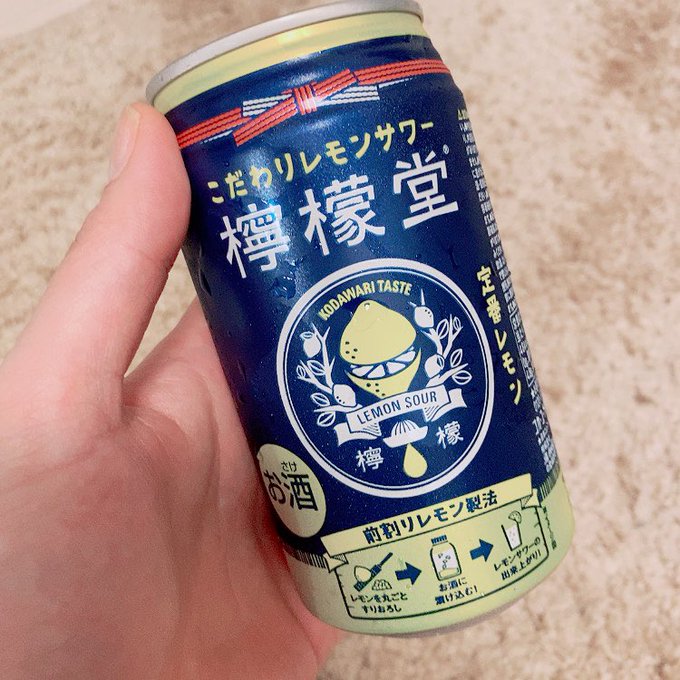 こだわりレモンサワー
檸檬堂®
定番レモン
KODAWARI TASTE
LEMON SOUR
檸檬
さけ
お酒
前割りレモン製法
レモンを丸ごと
すりおろし
お酒に
漬け込む!
レモンサワーの
出来上がり!